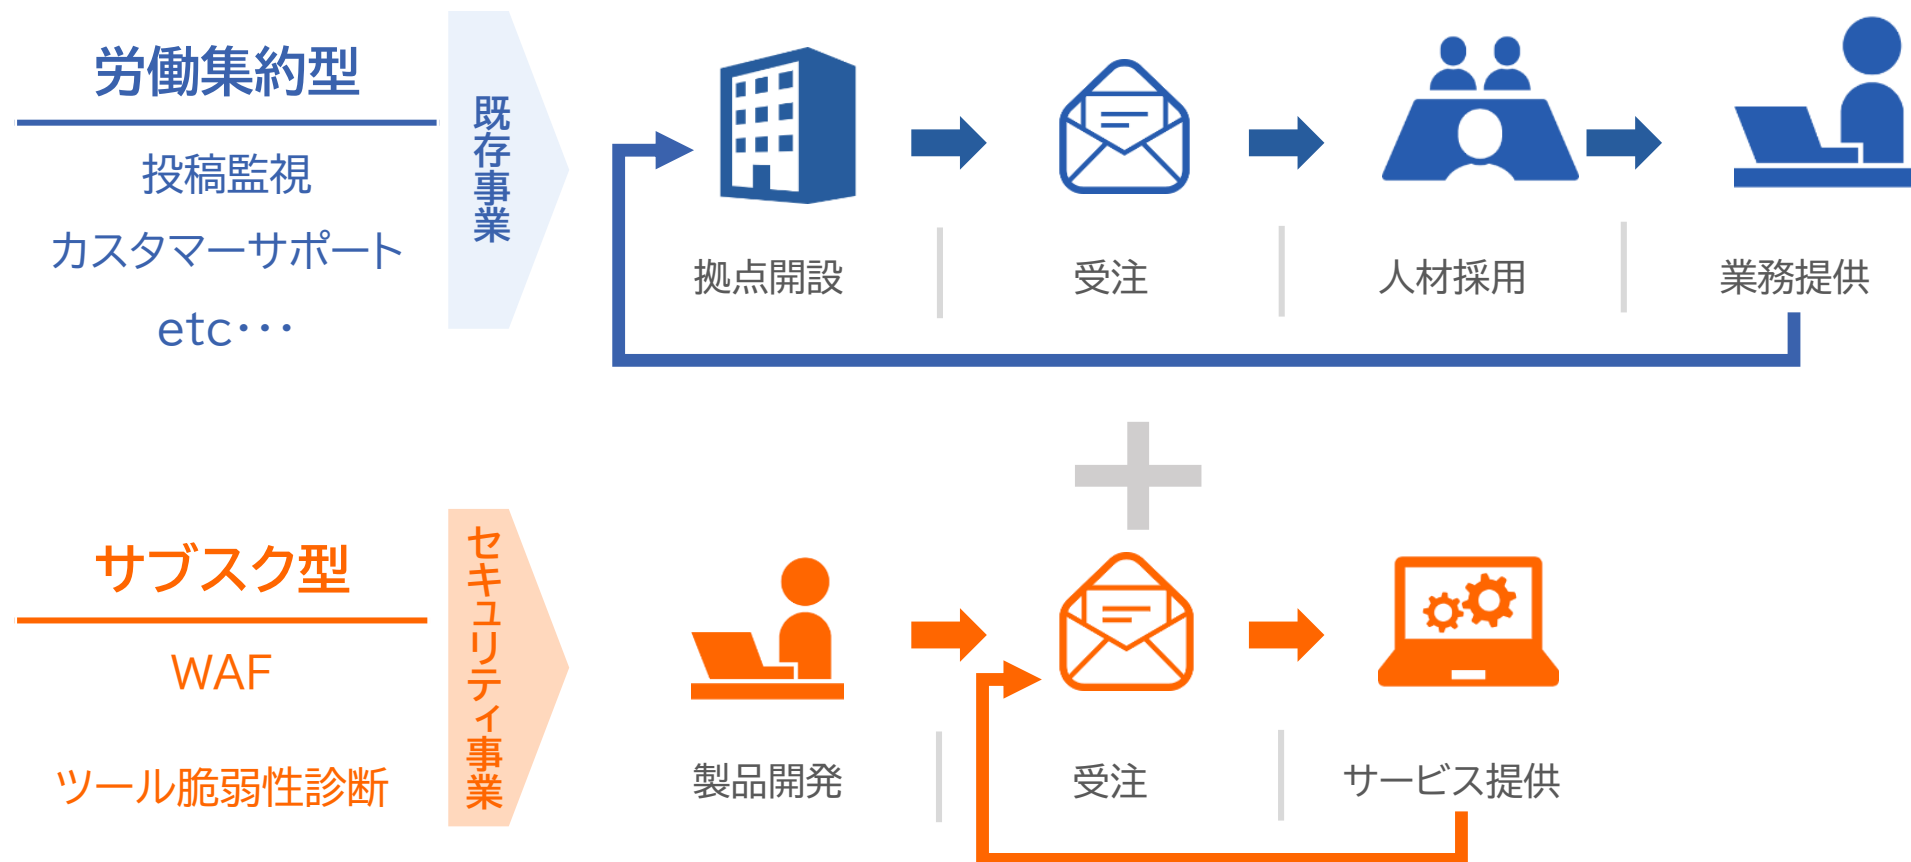 労働集約型
投稿監視
カスタマーサポート
etc･･･
既存事業
拠点開設
受注
人材採用
業務提供
サブスク型
WAF
ツール脆弱性診断
セキュリティ事業
製品開発
受注
サービス提供